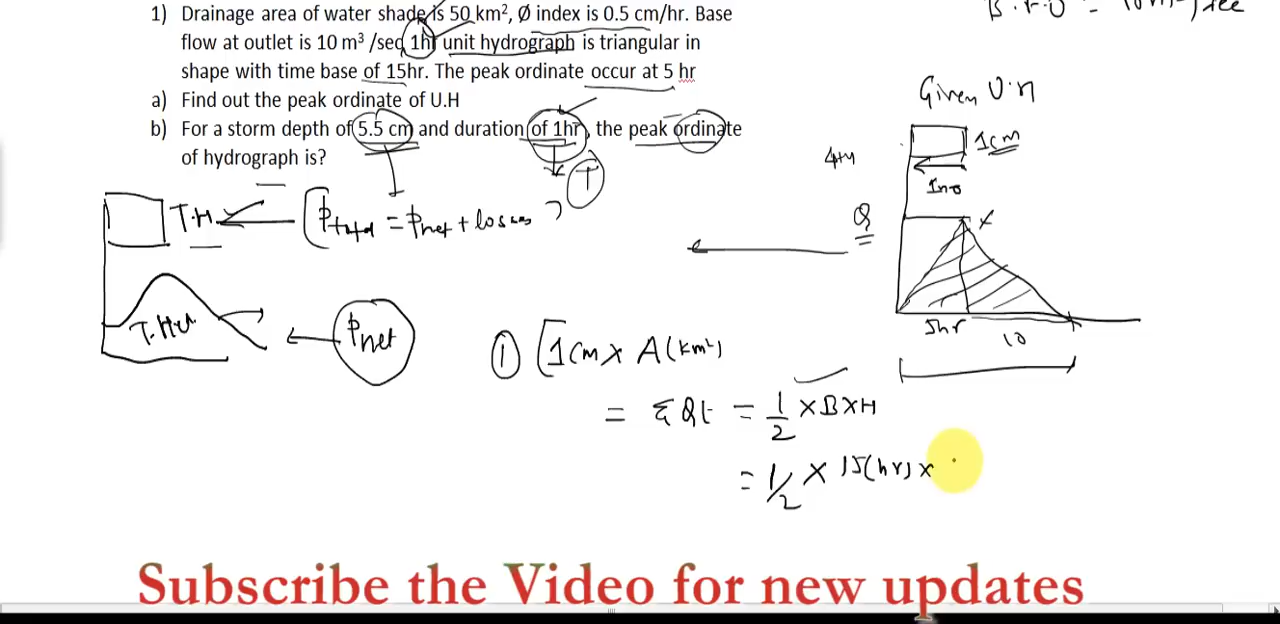 1) Drainage area of water shade is 50 km², Ø index is 0.5 cm/hr. Base
flow at outlet is 10 m³ /sec 1hr unit hydrograph is triangular in
shape with time base of 15hr. The peak ordinate occur at 5 hr
a) Find out the peak ordinate of U.H
b) For a storm depth of 5.5 cm and duration of 1hr, the peak ordinate
of hydrograph is?
Given U.H
1cm
T
T.H
[Ptotal = Pnet + losses
Q
x
5hr
10
Pnet
① [1cm x A(km²)
= ΣQt = 1/2 x B x H
= 1/2 x 15(hr) x
Subscribe the Video for new updates